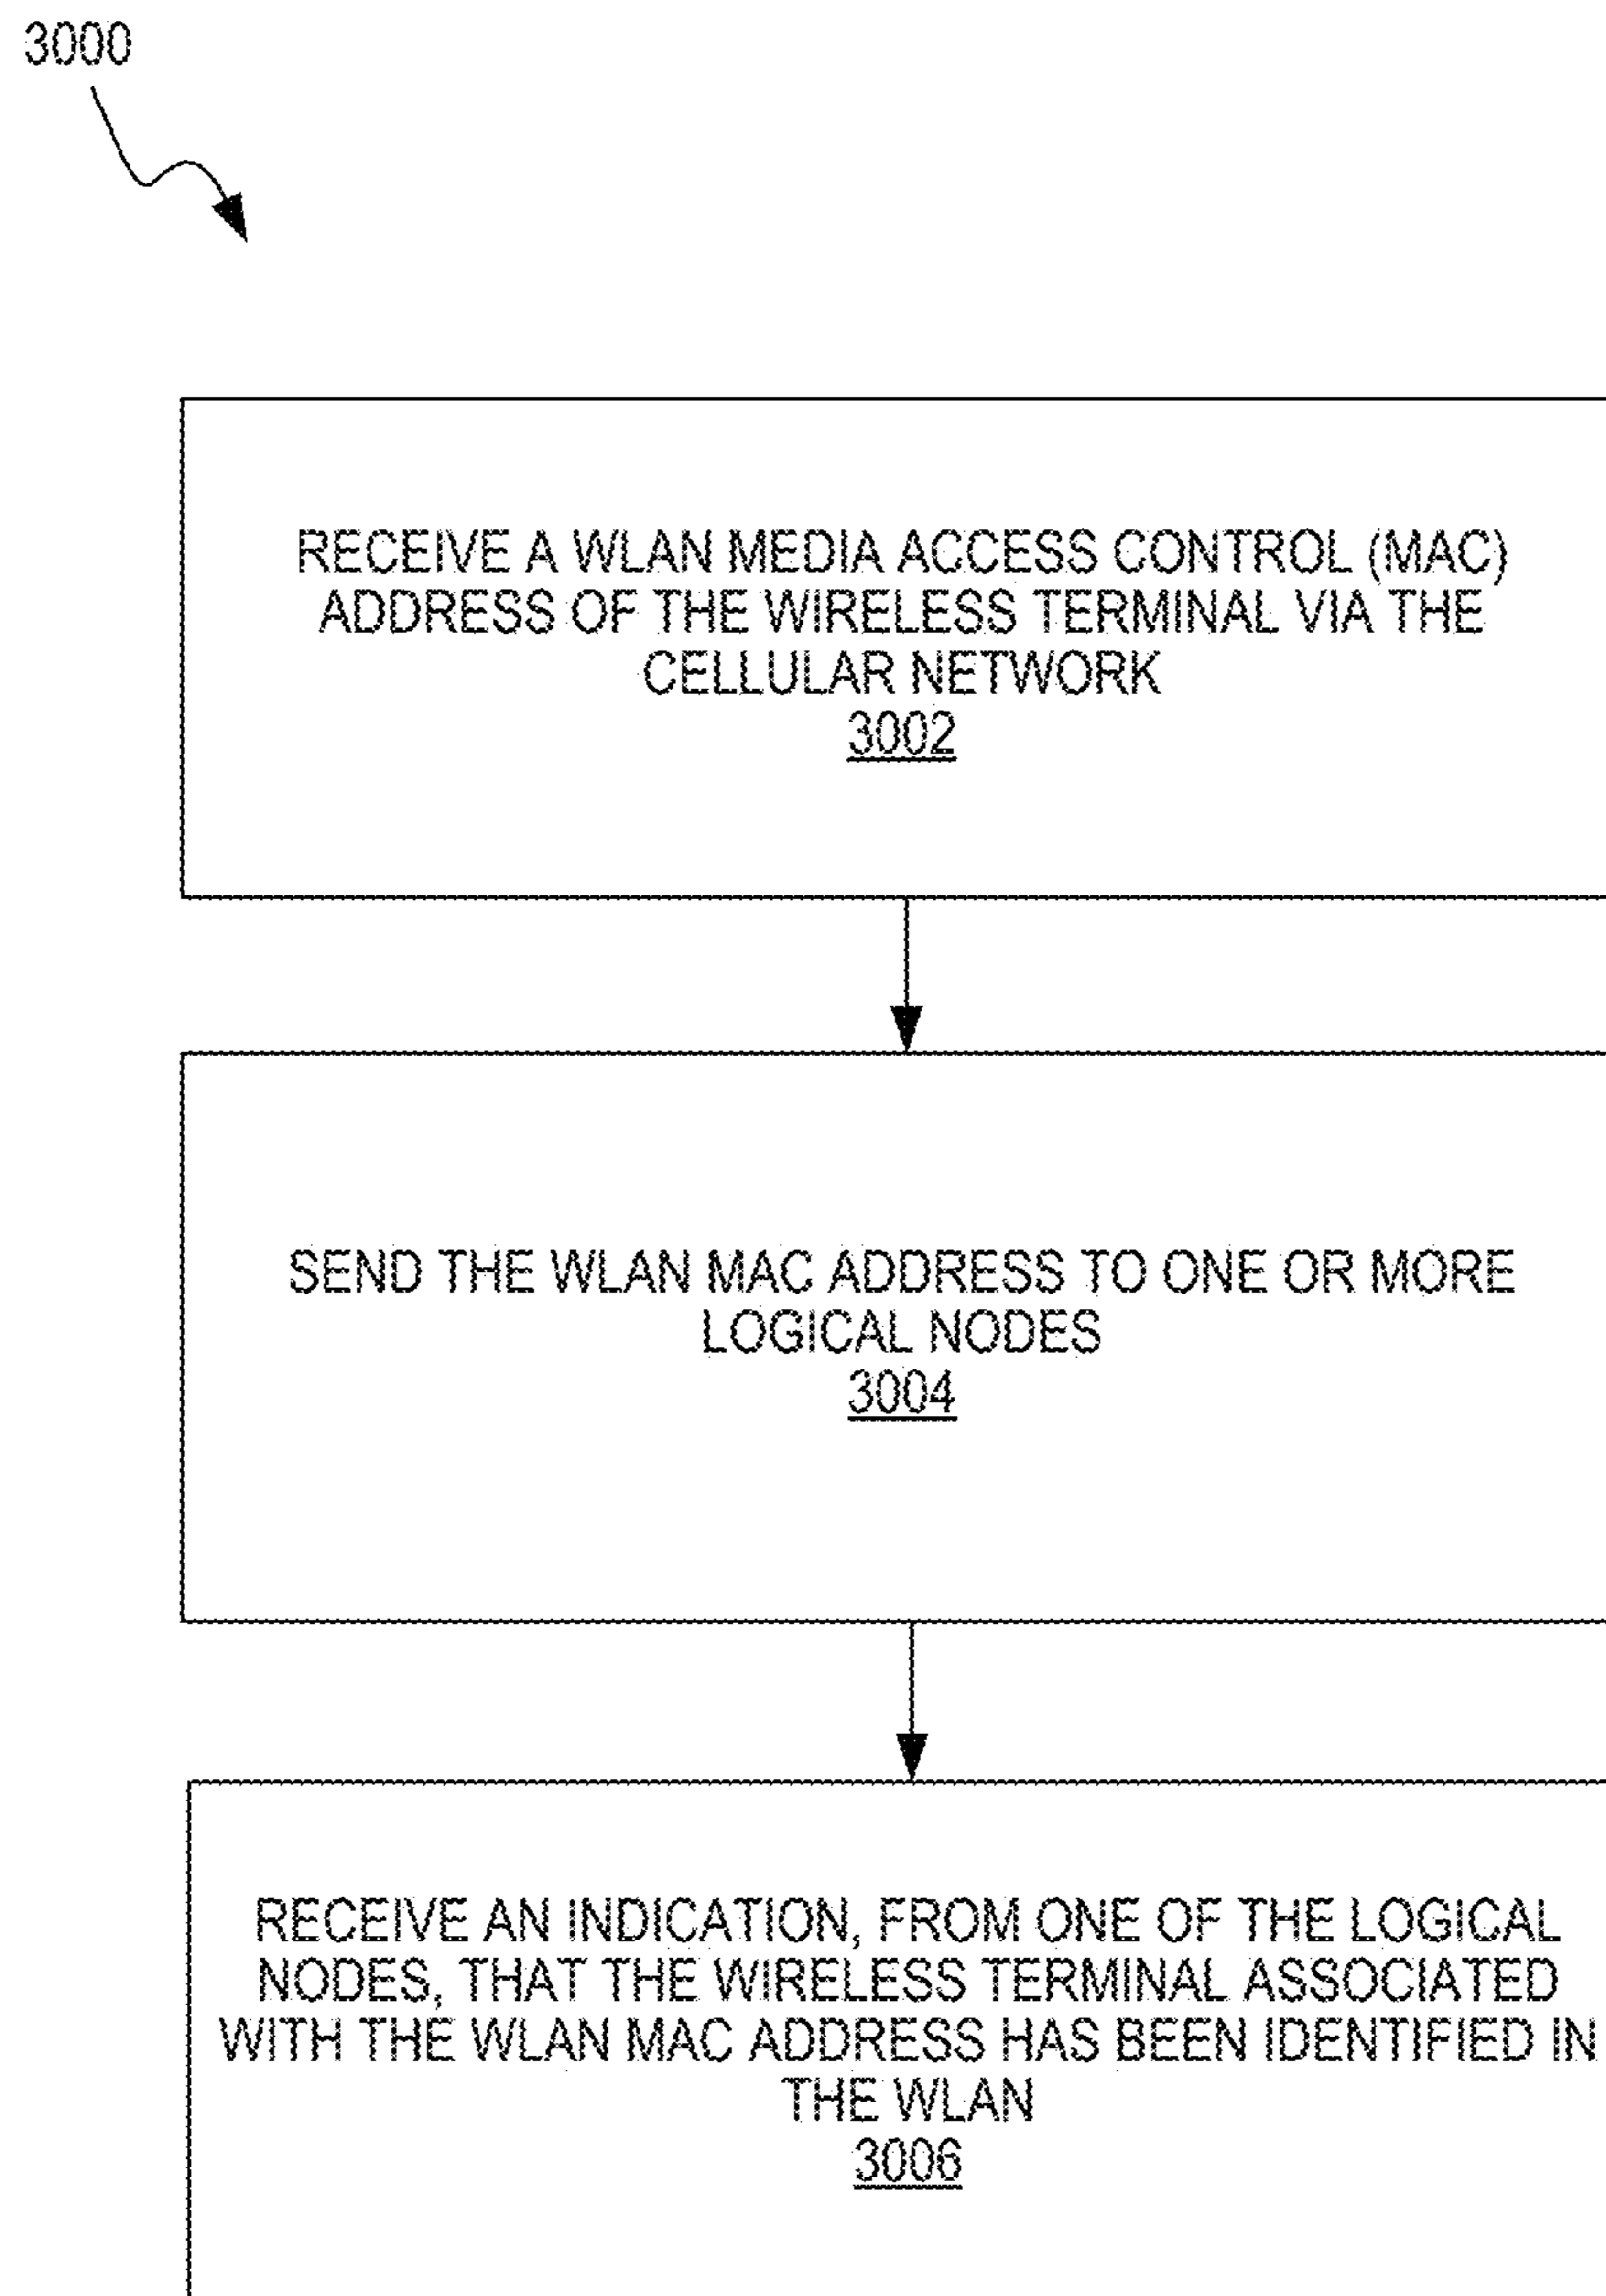 3000
RECEIVE A WLAN MEDIA ACCESS CONTROL (MAC)
ADDRESS OF THE WIRELESS TERMINAL VIA THE
CELLULAR NETWORK
3002
SEND THE WLAN MAC ADDRESS TO ONE OR MORE
LOGICAL NODES
3004
RECEIVE AN INDICATION, FROM ONE OF THE LOGICAL
NODES, THAT THE WIRELESS TERMINAL ASSOCIATED
WITH THE WLAN MAC ADDRESS HAS BEEN IDENTIFIED IN
THE WLAN
3006